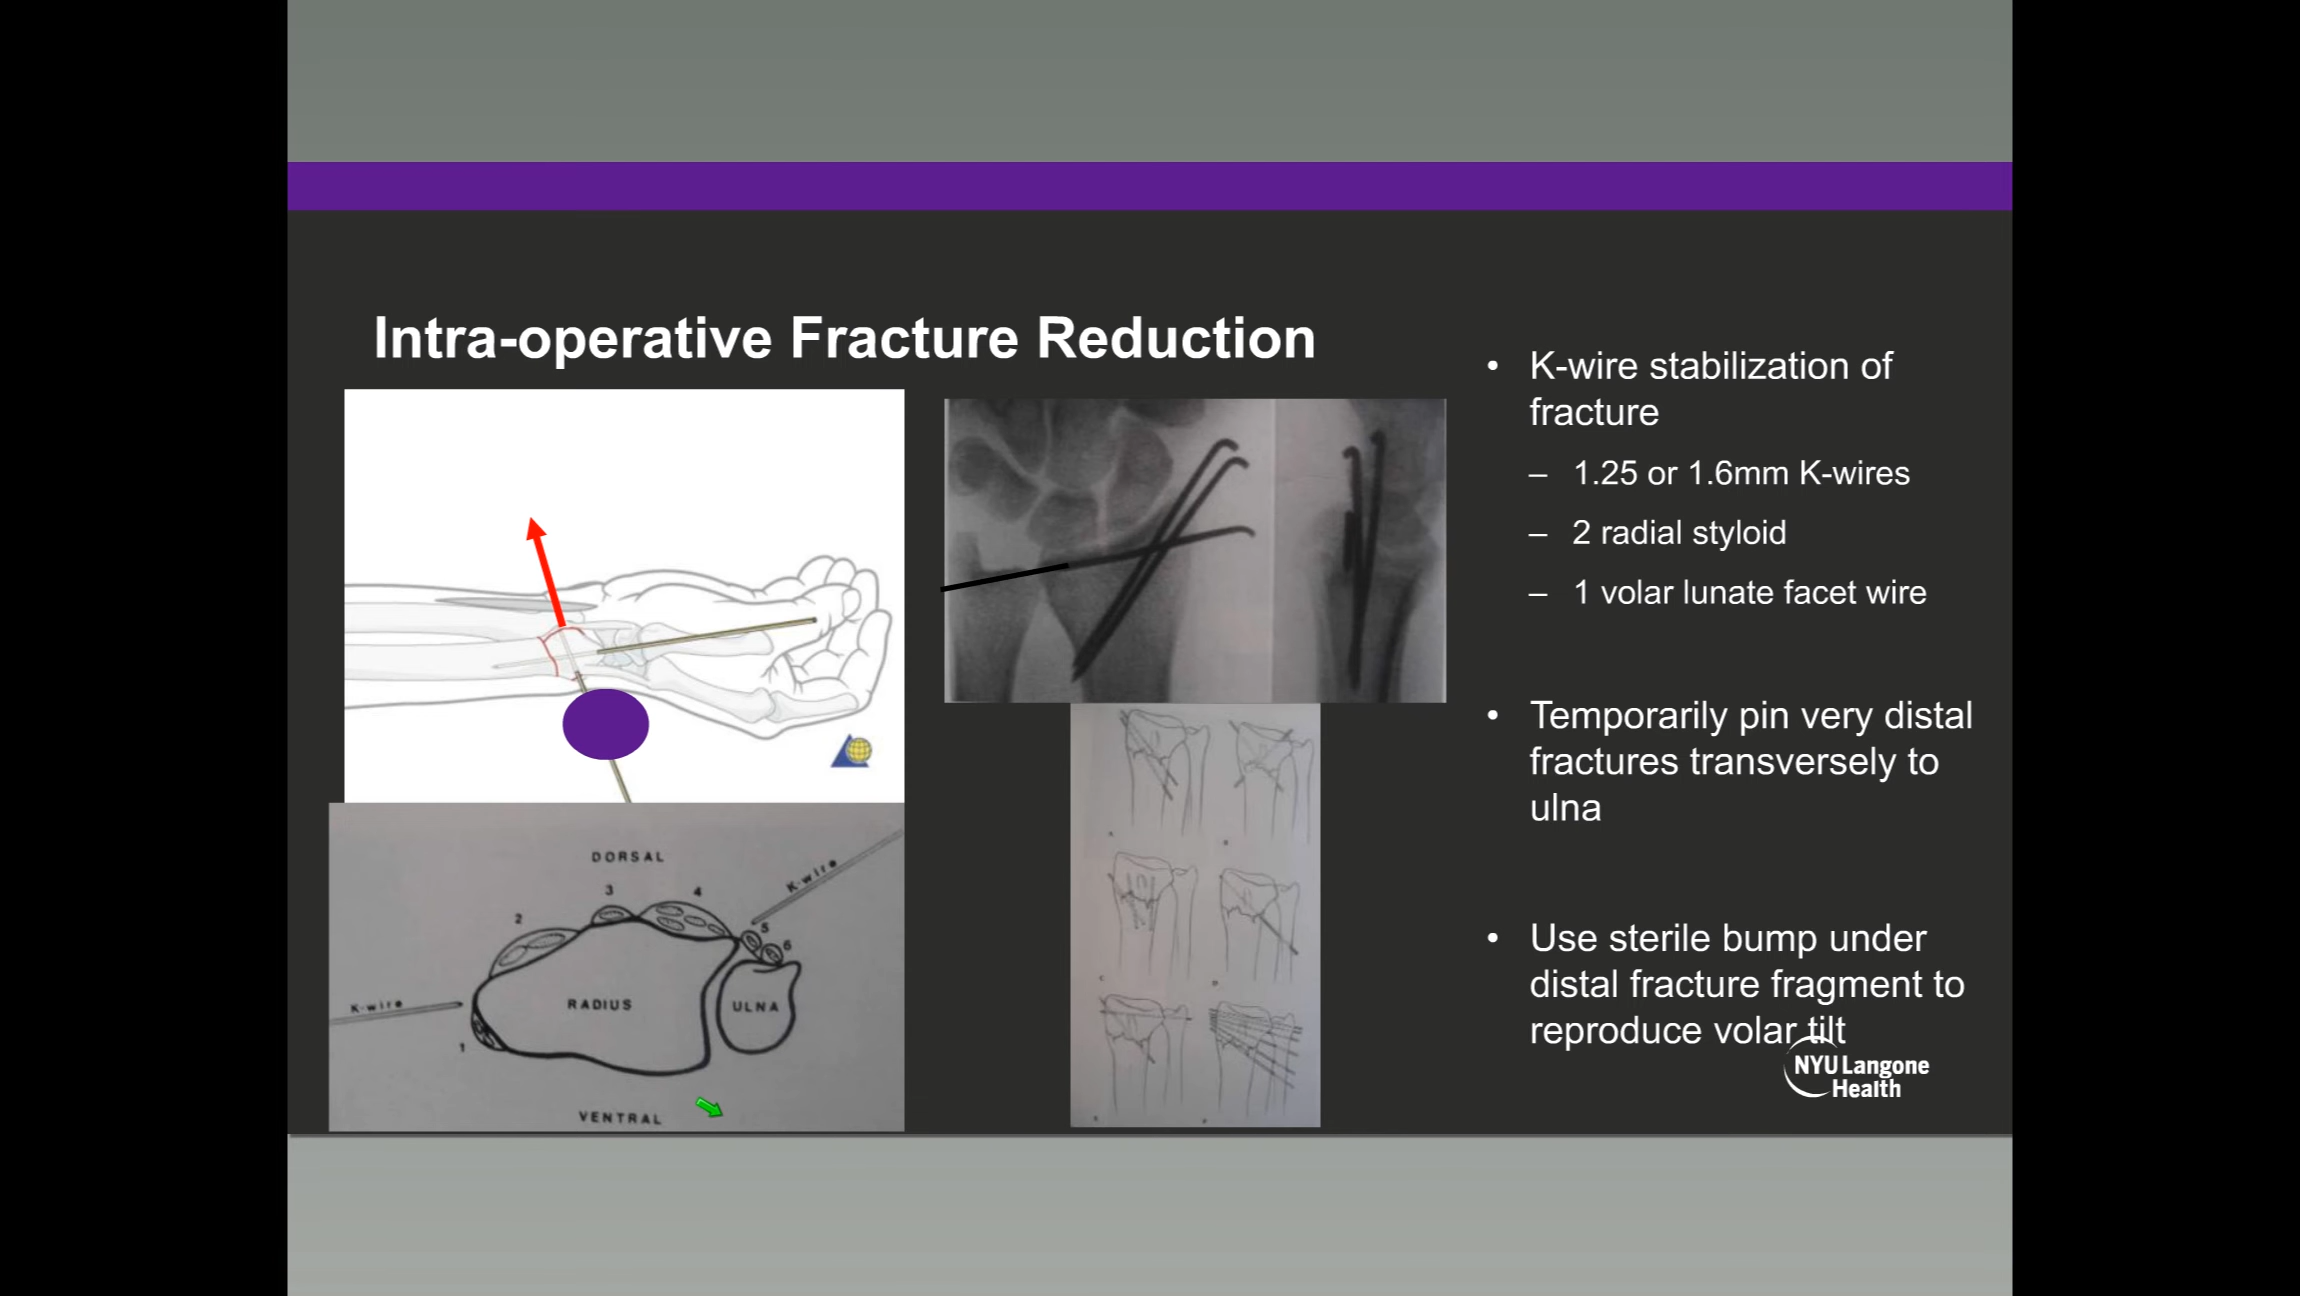 Intra-operative Fracture Reduction
• K-wire stabilization of
fracture
– 1.25 or 1.6mm K-wires
– 2 radial styloid
– 1 volar lunate facet wire
• Temporarily pin very distal
fractures transversely to
ulna
• Use sterile bump under
distal fracture fragment to
reproduce volar tilt
NYU Langone
Health
DORSAL
K-wire
3
4
2
5
6
RADIUS
ULNA
K-wire
1
VENTRAL